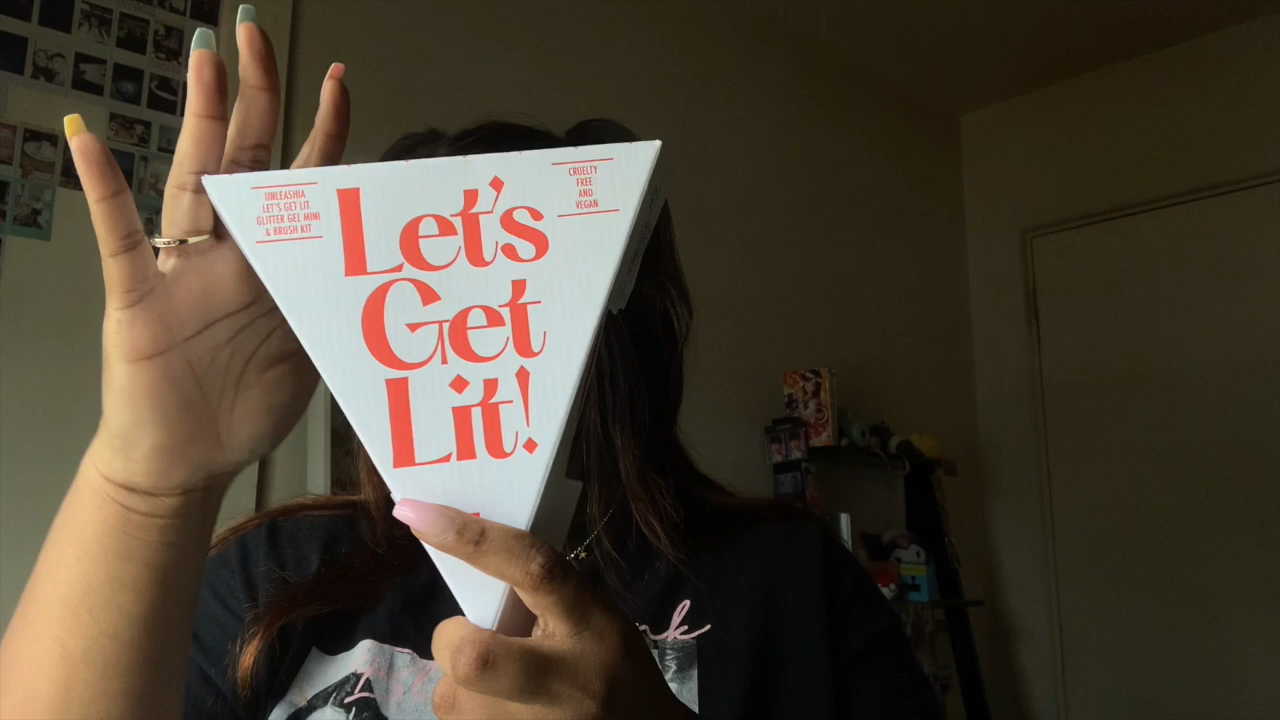 UNLEASHIA
LET'S GET LIT
GLITTER GEL MINI
& BRUSH KIT
CRUELTY
FREE
AND
VEGAN
Let's
Get
Lit!